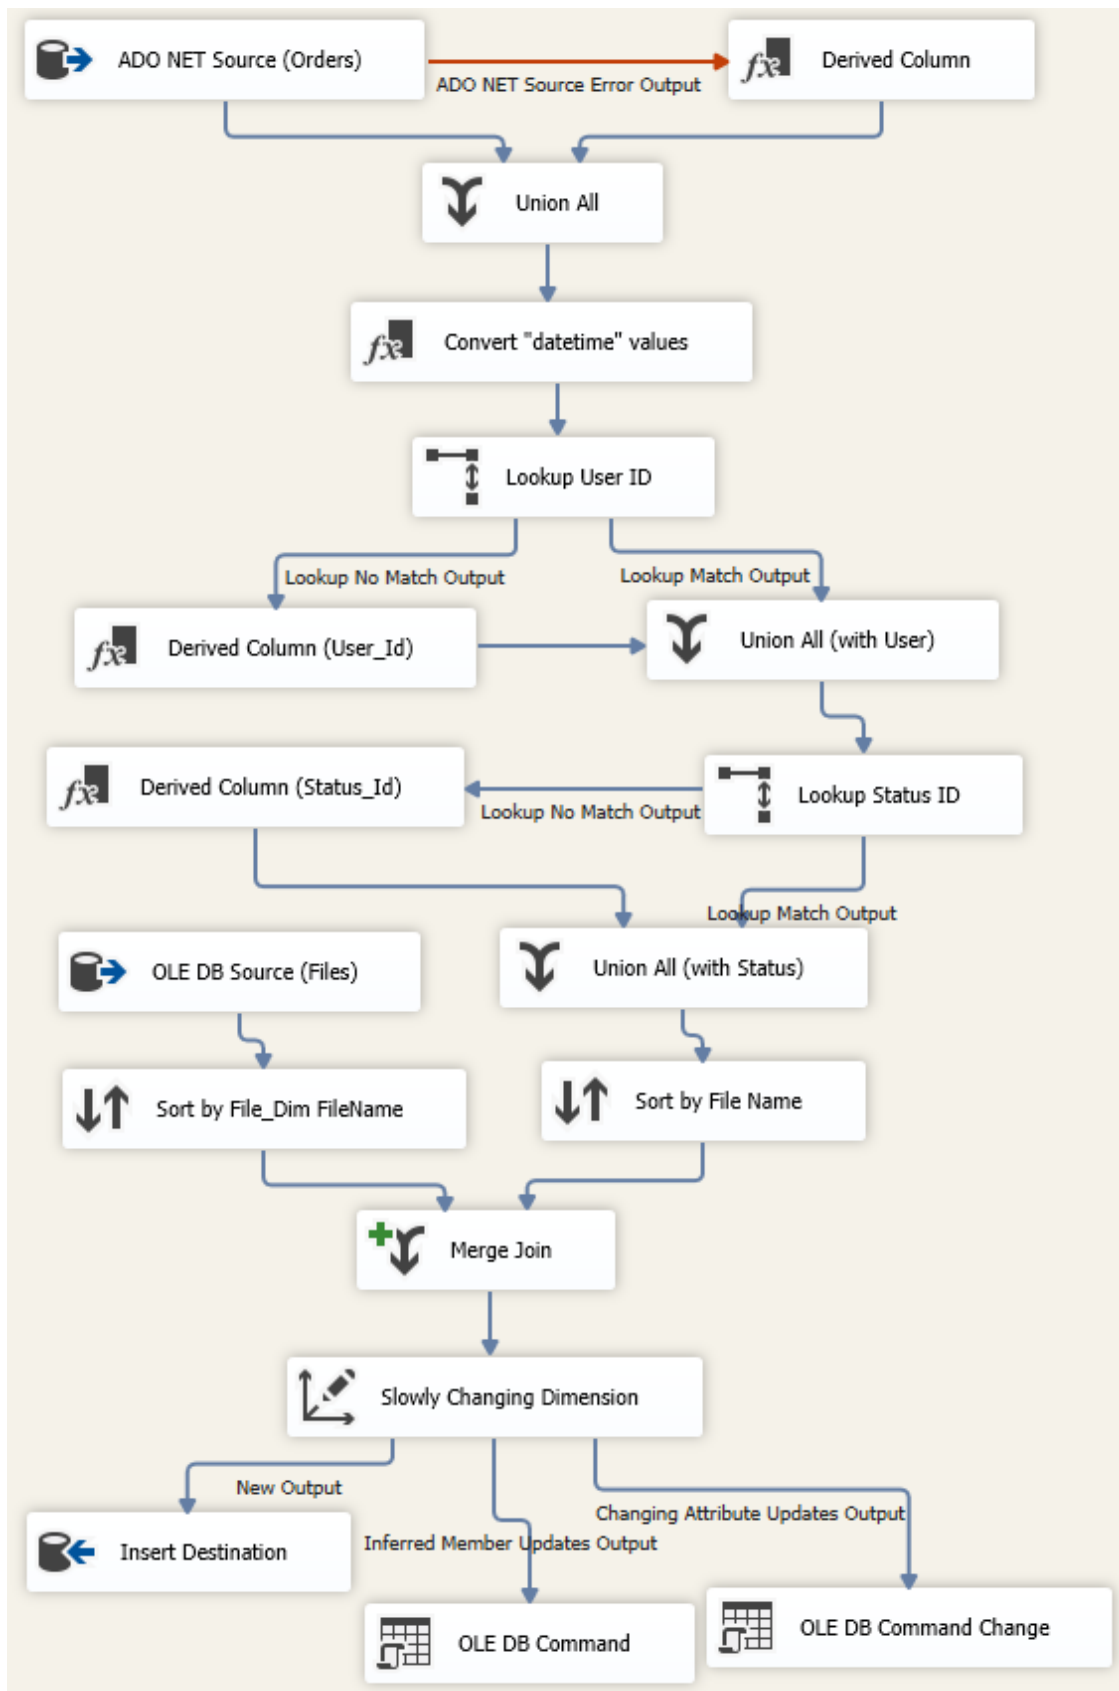 ADO NET Source (Orders)
ADO NET Source Error Output
Derived Column
Union All
Convert "datetime" values
Lookup User ID
Lookup No Match Output
Lookup Match Output
Derived Column (User_Id)
Union All (with User)
Derived Column (Status_Id)
Lookup No Match Output
Lookup Status ID
Lookup Match Output
OLE DB Source (Files)
Union All (with Status)
Sort by File_Dim FileName
Sort by File Name
Merge Join
Slowly Changing Dimension
New Output
Changing Attribute Updates Output
Inferred Member Updates Output
Insert Destination
OLE DB Command
OLE DB Command Change